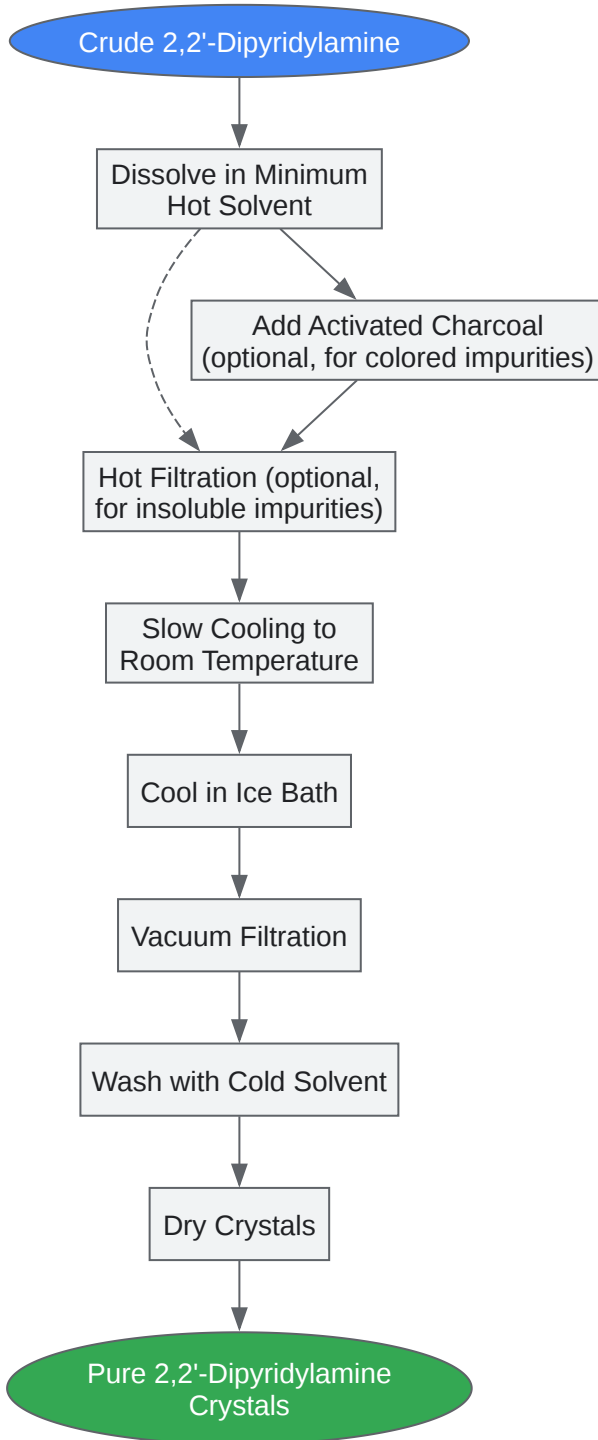 Crude 2,2'-Dipyridylamine
Dissolve in Minimum
Hot Solvent
Add Activated Charcoal
(optional, for colored impurities)
Hot Filtration (optional,
for insoluble impurities)
Slow Cooling to
Room Temperature
Cool in Ice Bath
Vacuum Filtration
Wash with Cold Solvent
Dry Crystals
Pure 2,2'-Dipyridylamine
Crystals